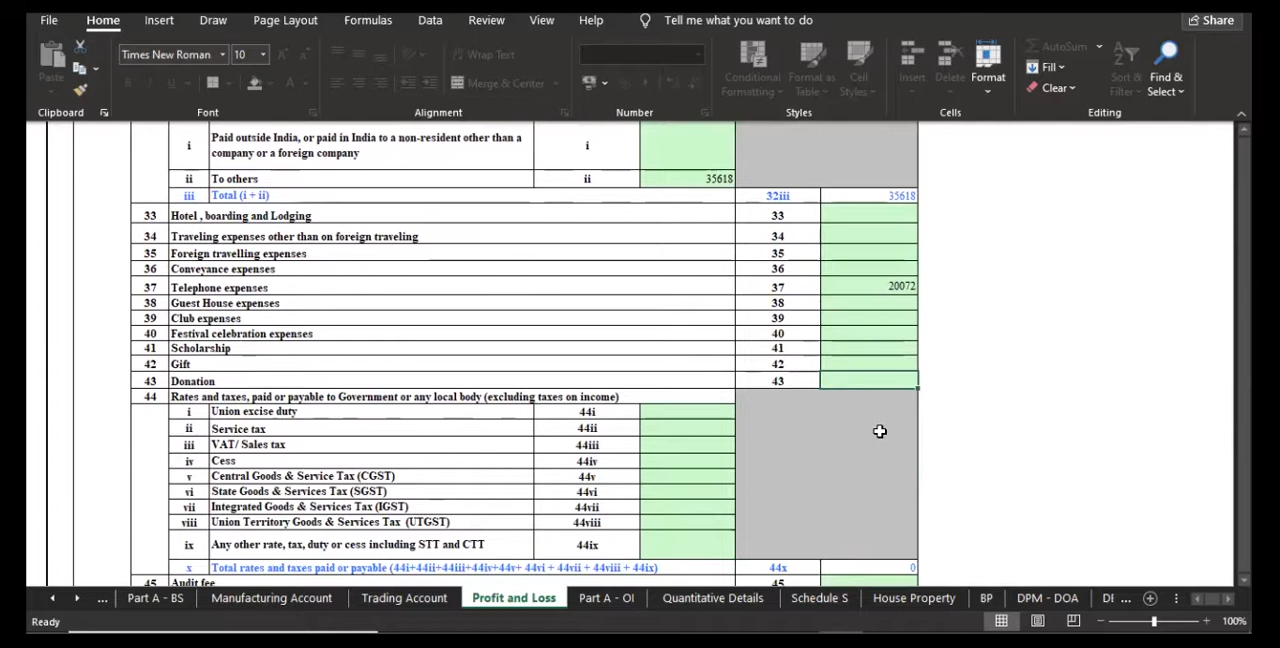 File Home Insert Draw Page Layout Formulas Data Review View Help Tell me what you want to do Share
Times New Roman 10 Wrap Text AutoSum
Paste Merge & Center Conditional Formatting Format as Table Cell Styles Insert Delete Format Fill Clear Sort & Filter Find & Select
Clipboard Font Alignment Number Styles Cells Editing
i Paid outside India, or paid in India to a non-resident other than a company or a foreign company i
ii To others ii 35618
iii Total (i + ii) 32iii 35618
33 Hotel , boarding and Lodging 33
34 Traveling expenses other than on foreign traveling 34
35 Foreign travelling expenses 35
36 Conveyance expenses 36
37 Telephone expenses 37 20072
38 Guest House expenses 38
39 Club expenses 39
40 Festival celebration expenses 40
41 Scholarship 41
42 Gift 42
43 Donation 43
44 Rates and taxes, paid or payable to Government or any local body (excluding taxes on income)
i Union excise duty 44i
ii Service tax 44ii
iii VAT/ Sales tax 44iii
iv Cess 44iv
v Central Goods & Service Tax (CGST) 44v
vi State Goods & Services Tax (SGST) 44vi
vii Integrated Goods & Services Tax (IGST) 44vii
viii Union Territory Goods & Services Tax (UTGST) 44viii
ix Any other rate, tax, duty or cess including STT and CTT 44ix
x Total rates and taxes paid or payable (44i+44ii+44iii+44iv+44v+ 44vi + 44vii + 44viii + 44ix) 44x 0
45 Audit fee 45
... Part A - BS Manufacturing Account Trading Account Profit and Loss Part A - OI Quantitative Details Schedule S House Property BP DPM - DOA DI ...
Ready 100%